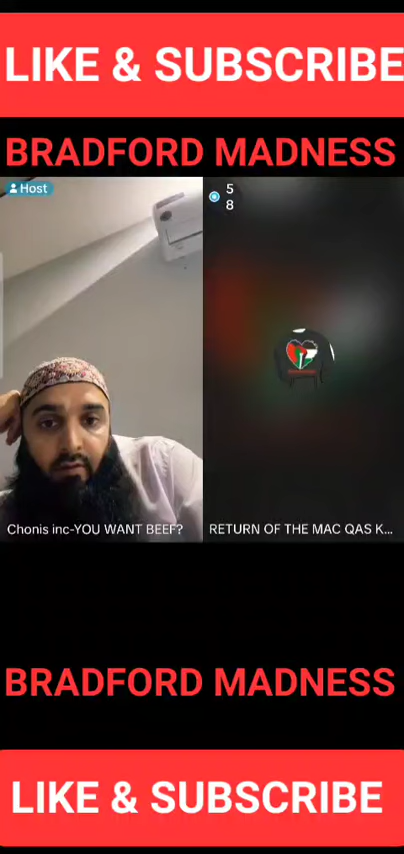 LIKE & SUBSCRIBE
BRADFORD MADNESS
Host
5
8
Chonis inc-YOU WANT BEEF?
RETURN OF THE MAC QAS K...
BRADFORD MADNESS
LIKE & SUBSCRIBE